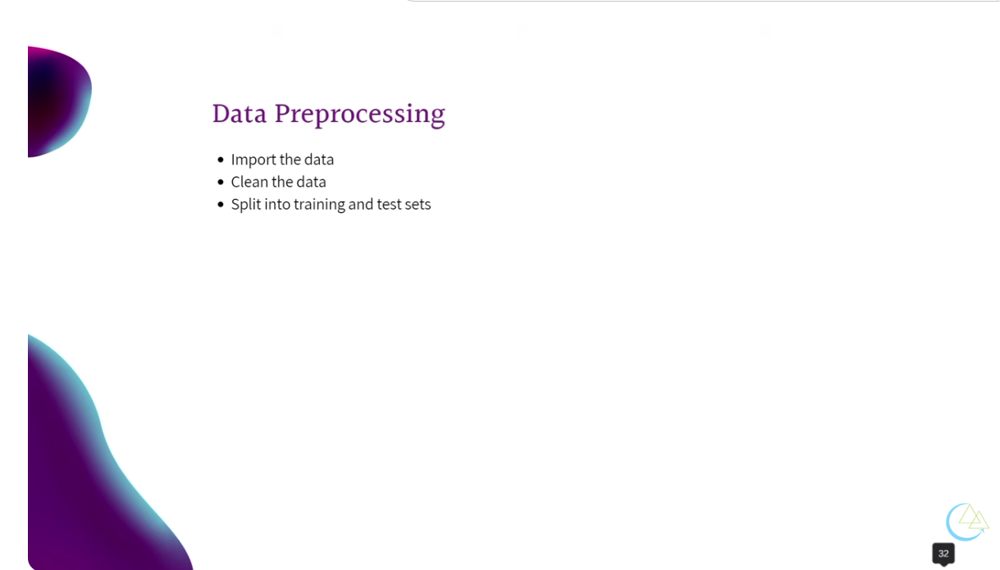 Data Preprocessing
• Import the data
• Clean the data
• Split into training and test sets
32